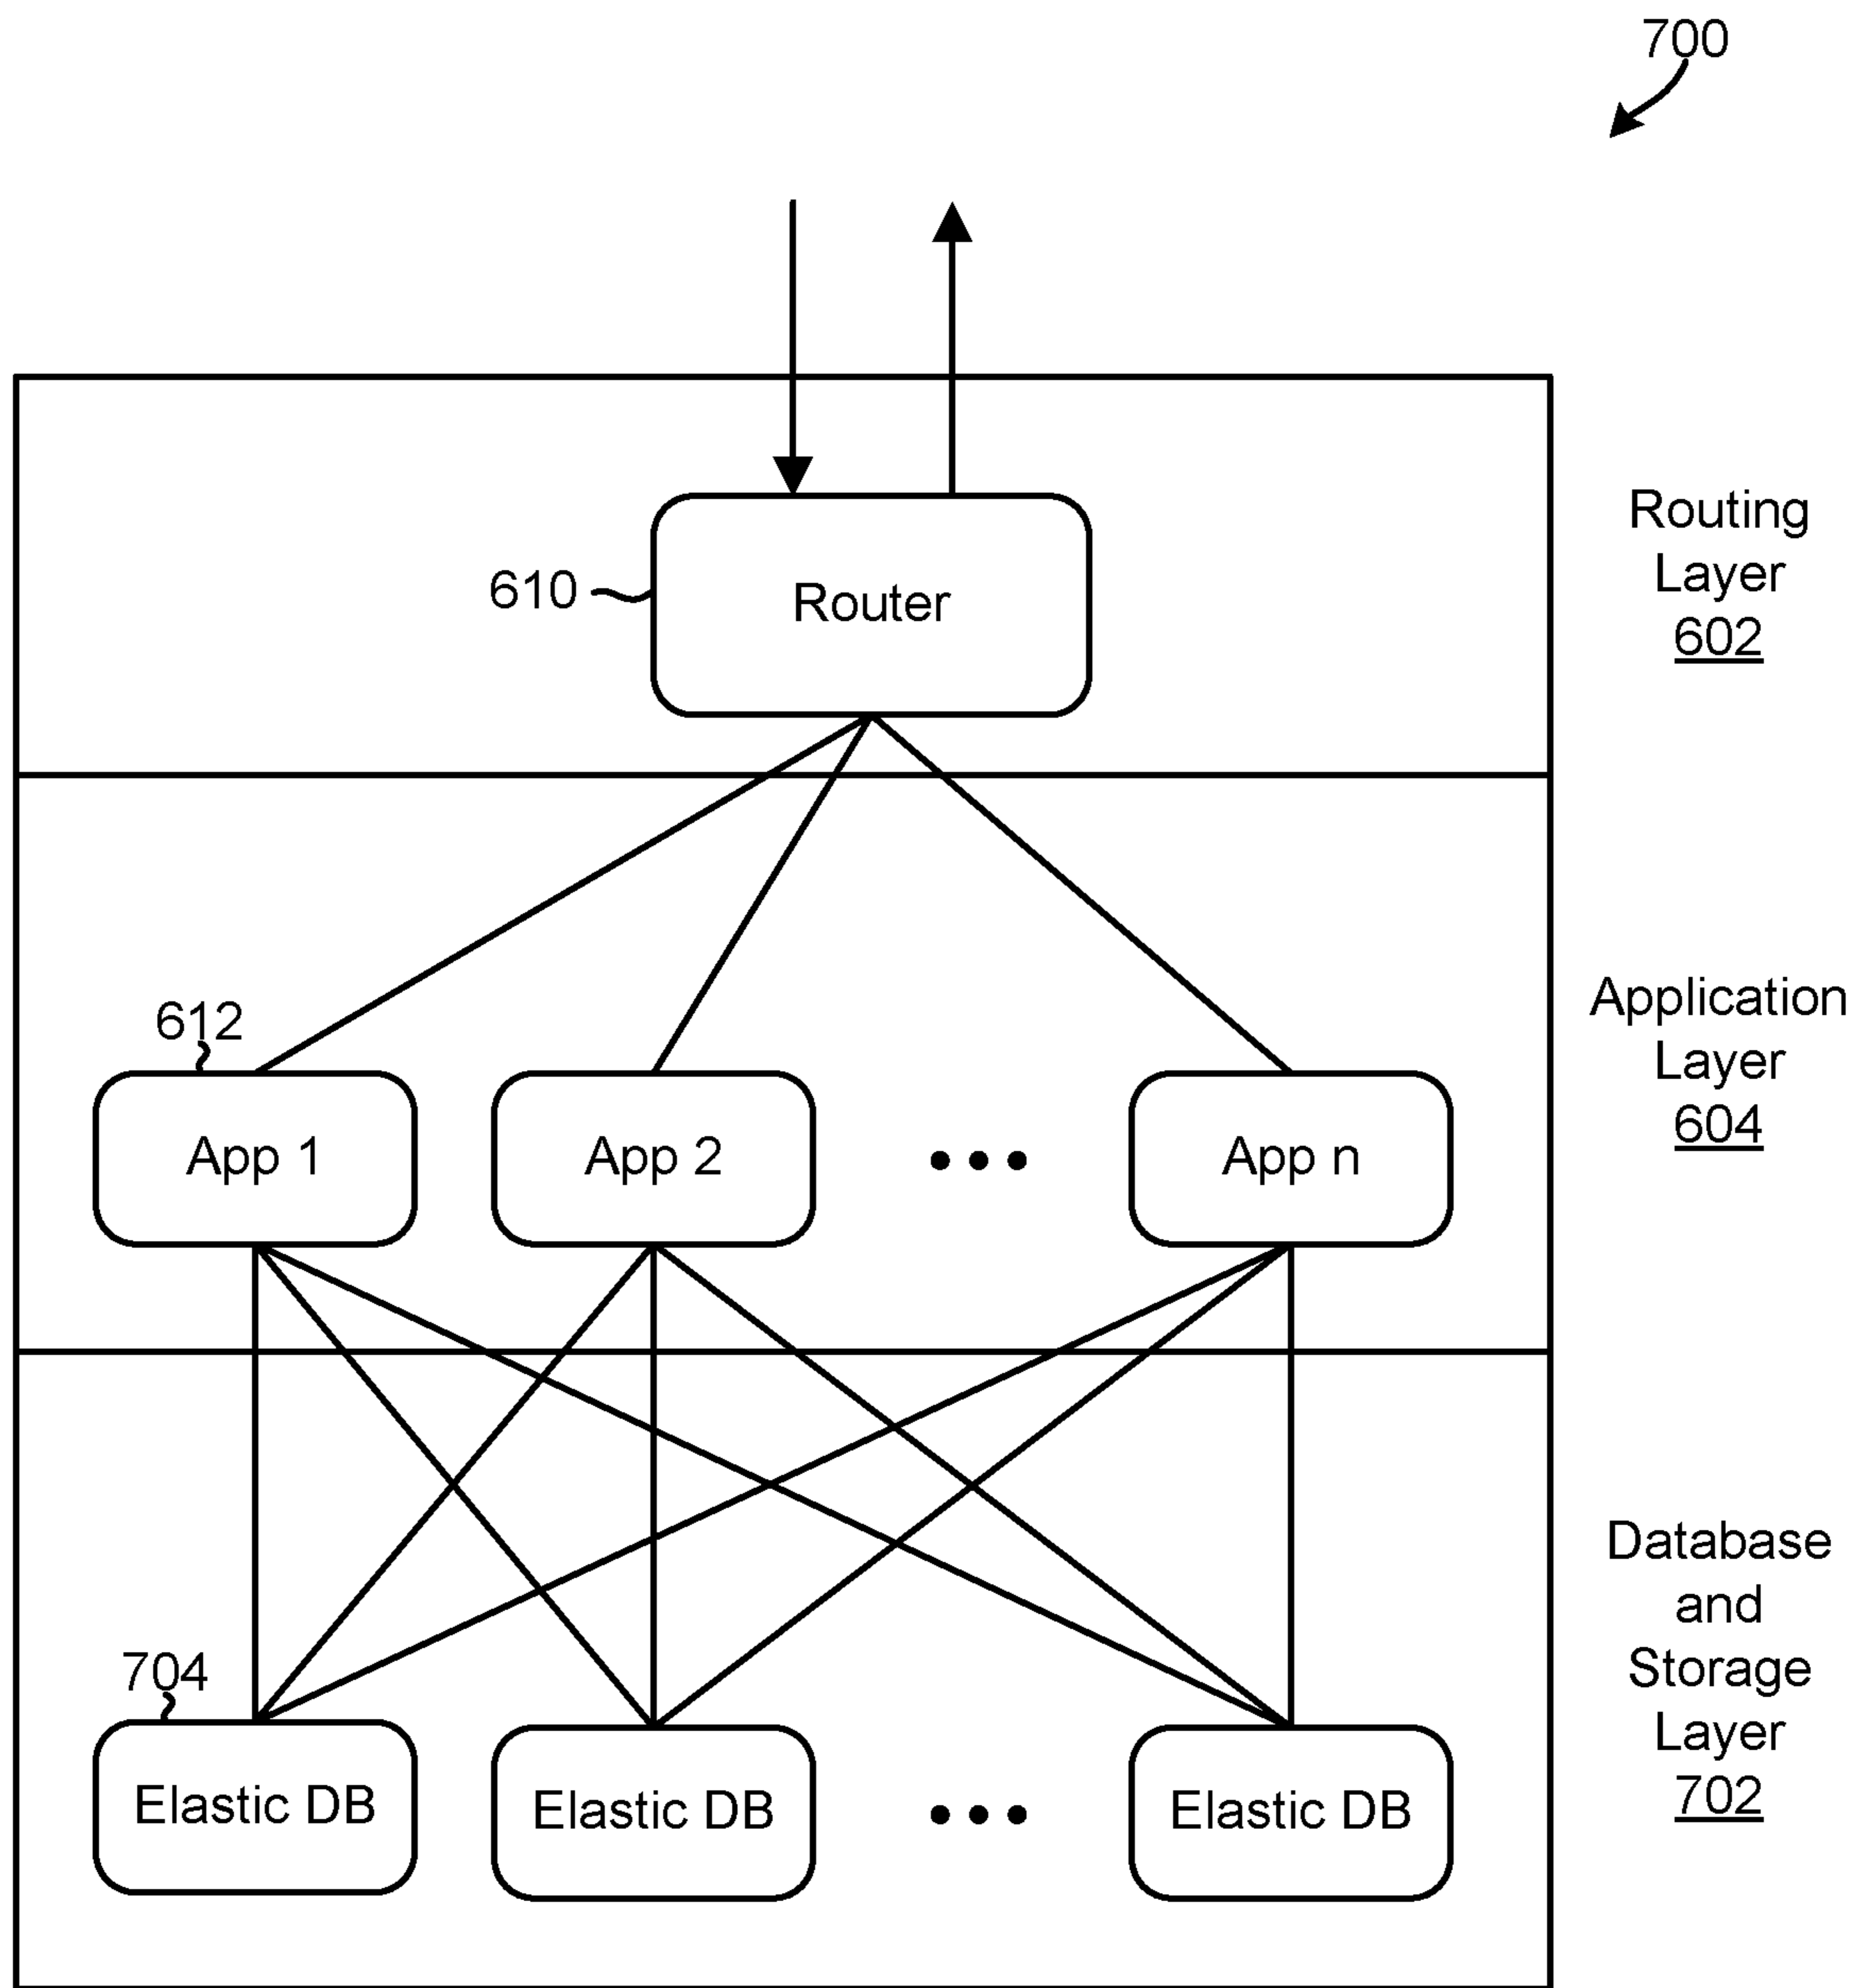 700
Routing
Layer
602
610
Router
Application
Layer
604
612
App 1
App 2
App n
Database
and
Storage
Layer
702
704
Elastic DB
Elastic DB
Elastic DB